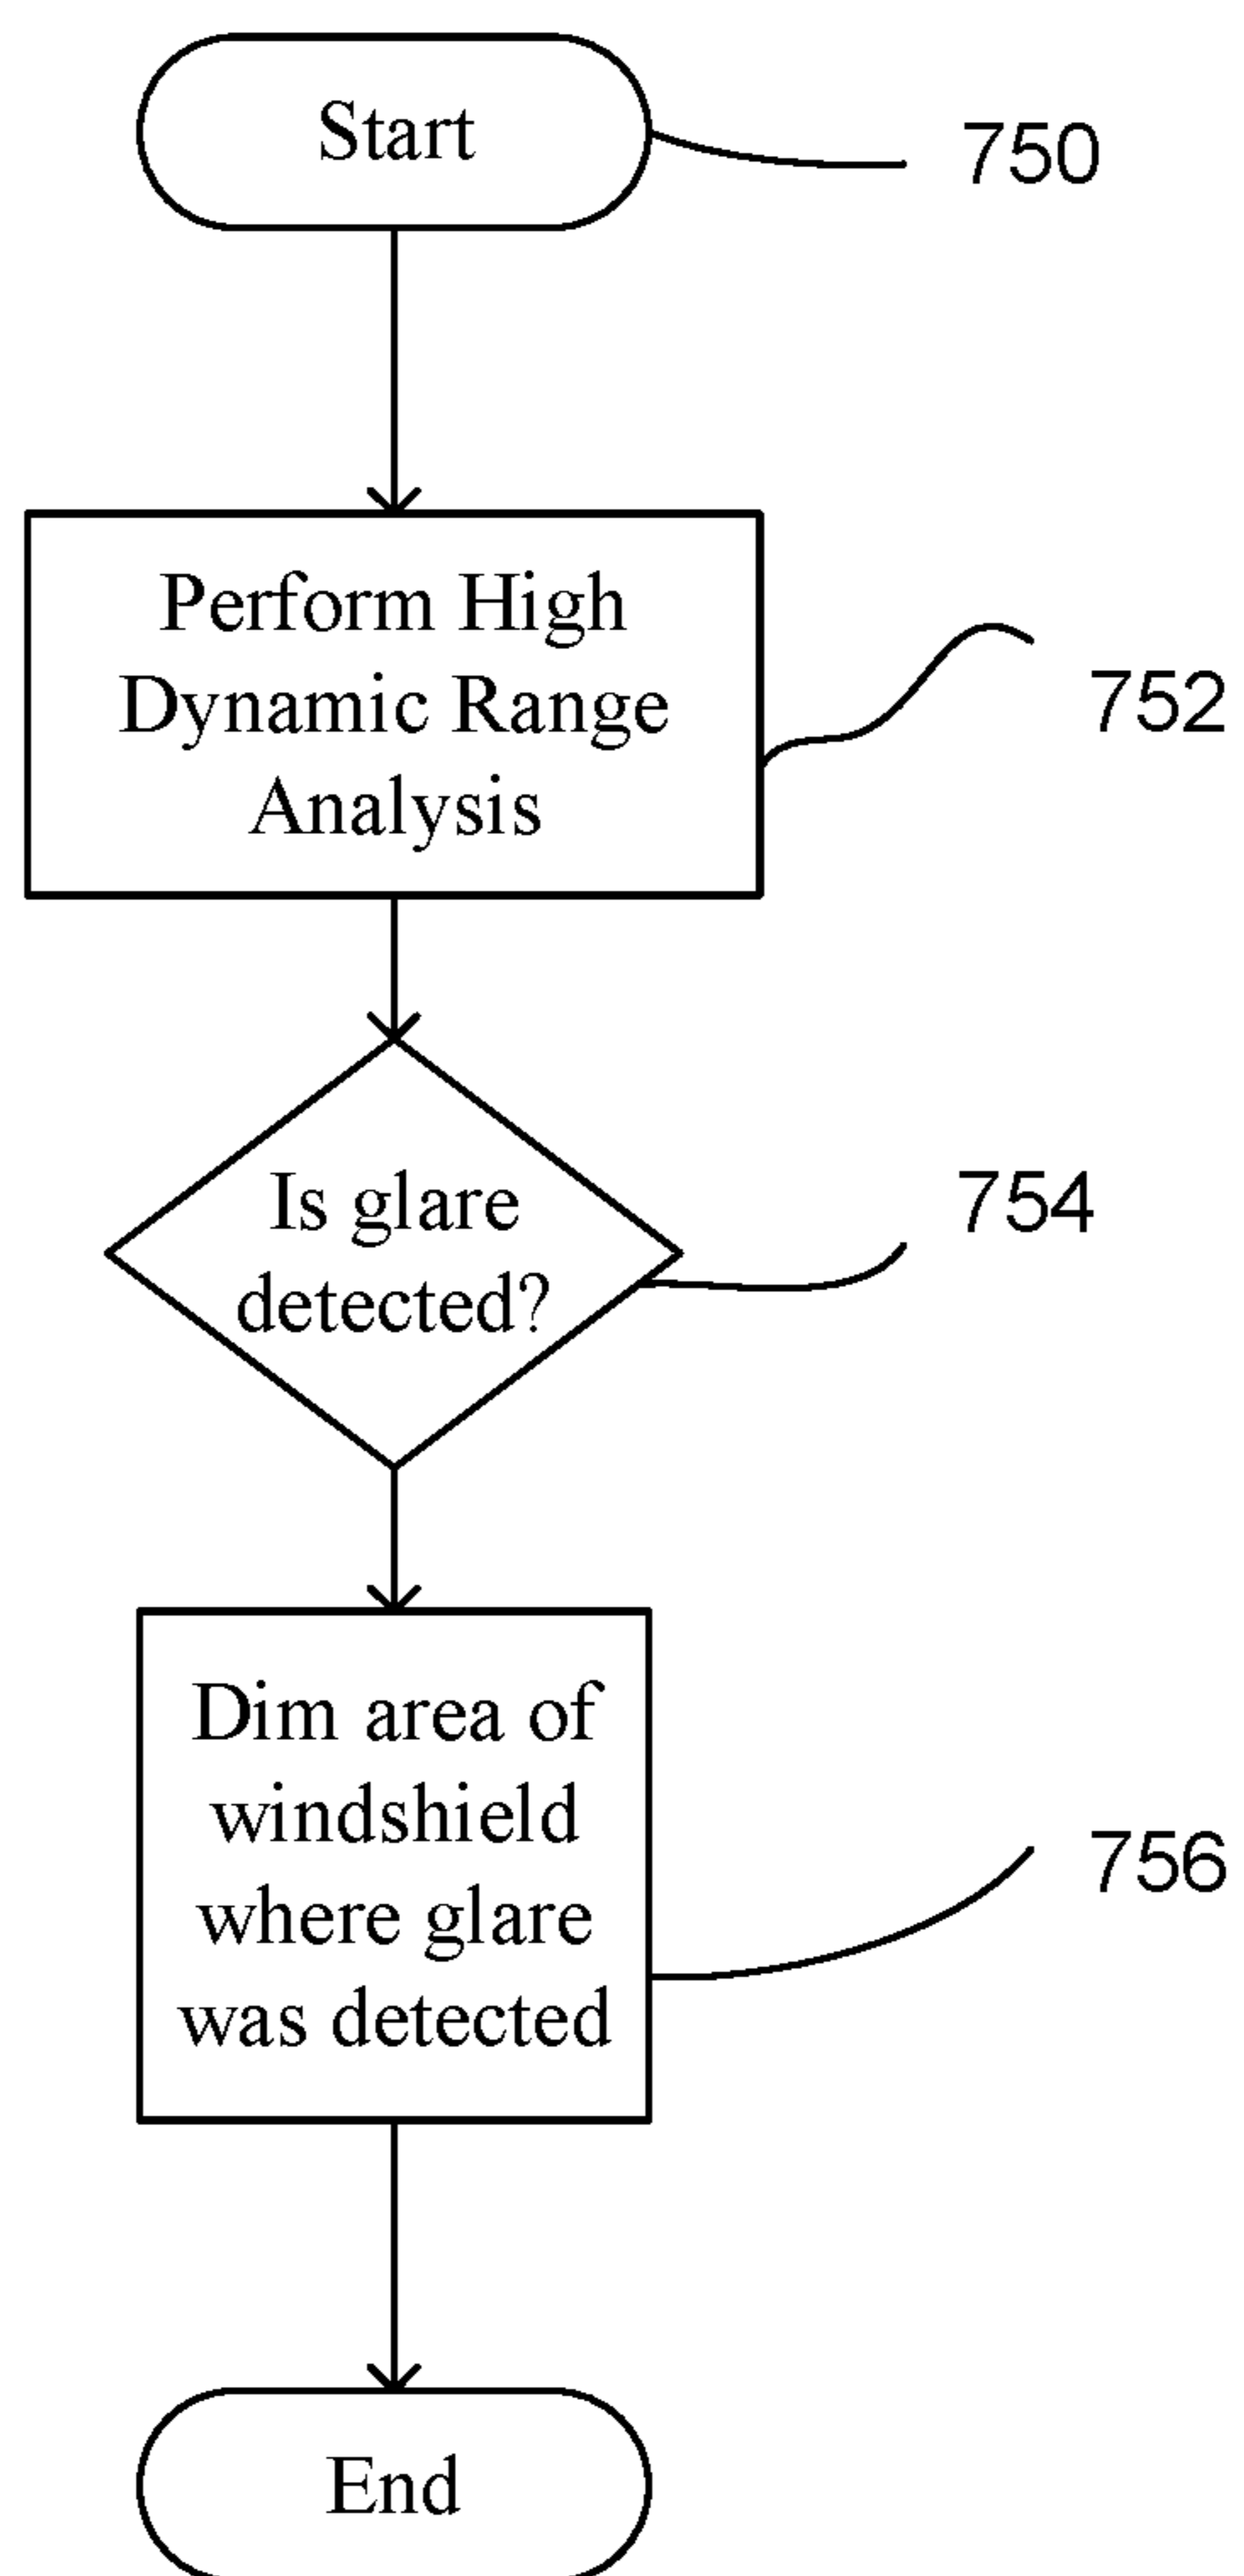 Start
750
Perform High
Dynamic Range
Analysis
752
Is glare
detected?
754
Dim area of
windshield
where glare
was detected
756
End